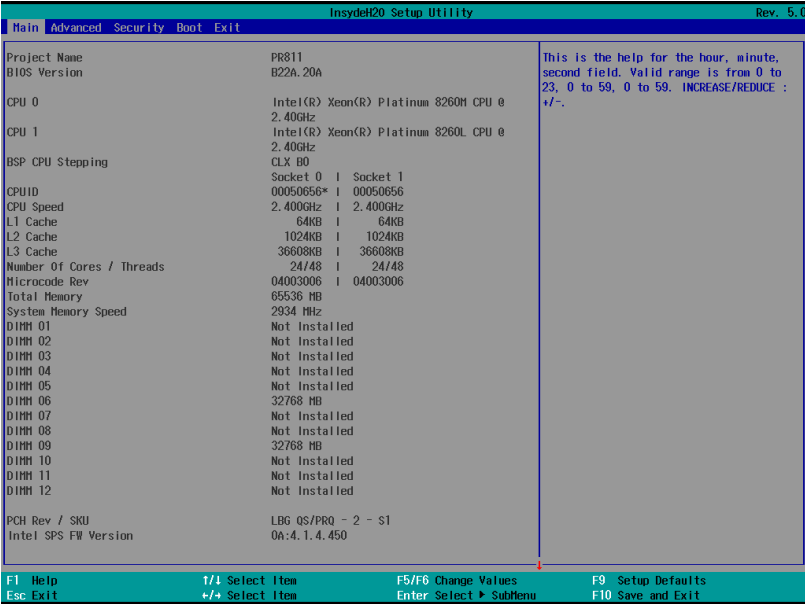 InsydeH20 Setup Utility Rev. 5.0
Main Advanced Security Boot Exit
Project Name PR811
BIOS Version B22A.20A
CPU 0 Intel(R) Xeon(R) Platinum 8260M CPU @
2.40GHz
CPU 1 Intel(R) Xeon(R) Platinum 8260L CPU @
2.40GHz
BSP CPU Stepping CLX B0
Socket 0 | Socket 1
CPUID 00050656* | 00050656
CPU Speed 2.400GHz | 2.400GHz
L1 Cache 64KB | 64KB
L2 Cache 1024KB | 1024KB
L3 Cache 36608KB | 36608KB
Number Of Cores / Threads 24/48 | 24/48
Microcode Rev 04003006 | 04003006
Total Memory 65536 MB
System Memory Speed 2934 MHz
DIMM 01 Not Installed
DIMM 02 Not Installed
DIMM 03 Not Installed
DIMM 04 Not Installed
DIMM 05 Not Installed
DIMM 06 32768 MB
DIMM 07 Not Installed
DIMM 08 Not Installed
DIMM 09 32768 MB
DIMM 10 Not Installed
DIMM 11 Not Installed
DIMM 12 Not Installed
PCH Rev / SKU LBG QS/PRQ - 2 - S1
Intel SPS FW Version 0A:4.1.4.450
This is the help for the hour, minute,
second field. Valid range is from 0 to
23, 0 to 59, 0 to 59. INCREASE/REDUCE :
+/-.
F1 Help ↑/↓ Select Item F5/F6 Change Values F9 Setup Defaults
Esc Exit ←/→ Select Item Enter Select ▶ SubMenu F10 Save and Exit